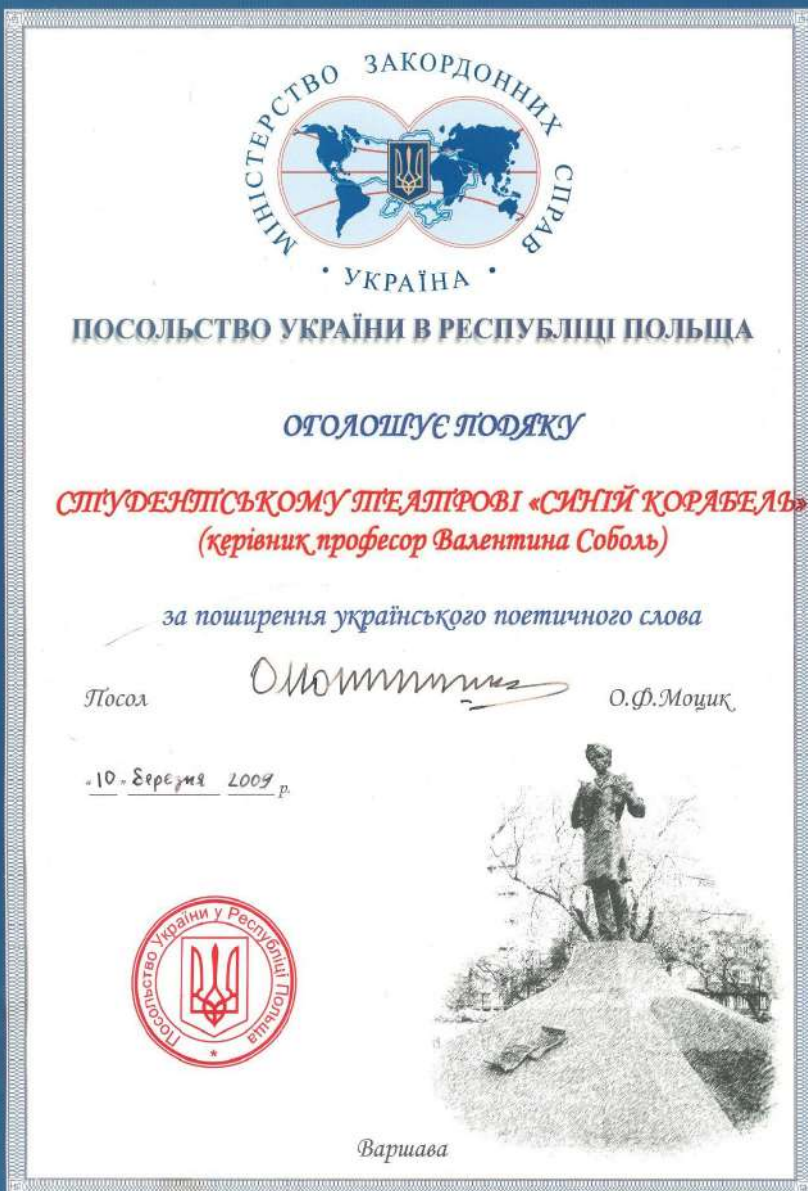 МІНІСТЕРСТВО ЗАКОРДОННИХ СПРАВ
• УКРАЇНА •
ПОСОЛЬСТВО УКРАЇНИ В РЕСПУБЛІЦІ ПОЛЬЩА
ОГОЛОШУЄ ПОДЯКУ
СТУДЕНТСЬКОМУ ТЕАТРОВІ «СИНІЙ КОРАБЕЛЬ»
(керівник професор Валентина Соболь)
за поширення українського поетичного слова
Посол О.Ф.Моцик
"10" березня 2009 р.
Посольство України у Республіці Польща
*
Варшава